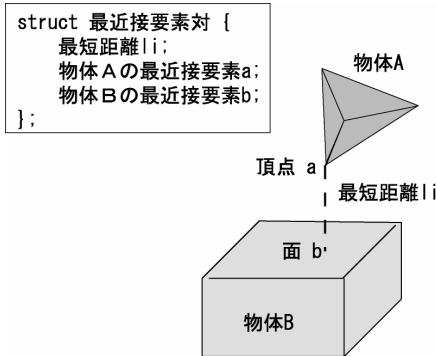 struct 最近接要素対 {
最短距離li;
物体Aの最近接要素a;
物体Bの最近接要素b;
};
物体A
頂点 a
最短距離li
面 b
物体B